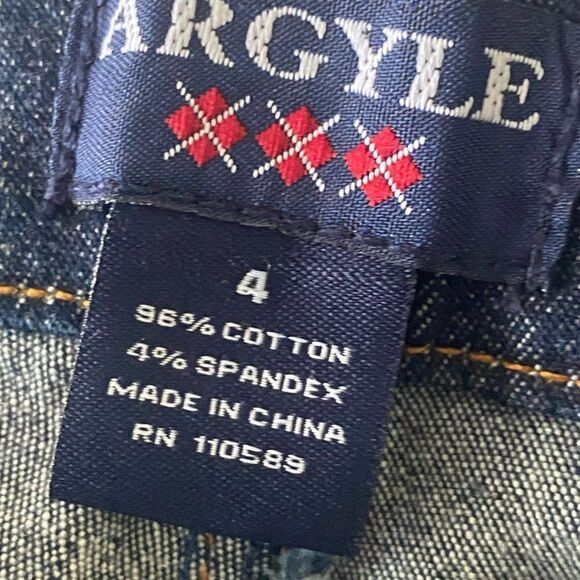 ARGYLE
4
96% COTTON
4% SPANDEX
MADE IN CHINA
RN 110589